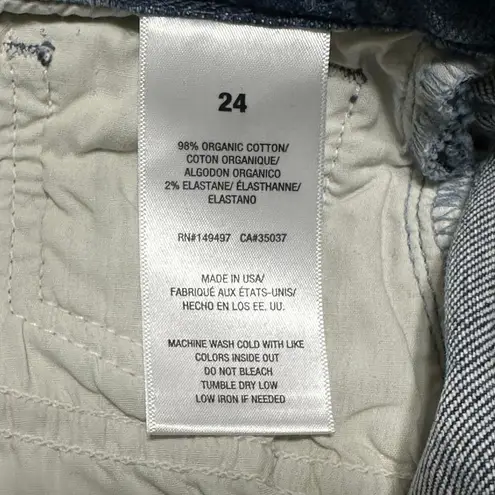 24
98% ORGANIC COTTON/
COTON ORGANIQUE/
ALGODON ORGANICO
2% ELASTANE/ ÉLASTHANNE/
ELASTANO
RN#149497 CA#35037
MADE IN USA/
FABRIQUÉ AUX ÉTATS-UNIS/
HECHO EN LOS EE. UU.
MACHINE WASH COLD WITH LIKE
COLORS INSIDE OUT
DO NOT BLEACH
TUMBLE DRY LOW
LOW IRON IF NEEDED